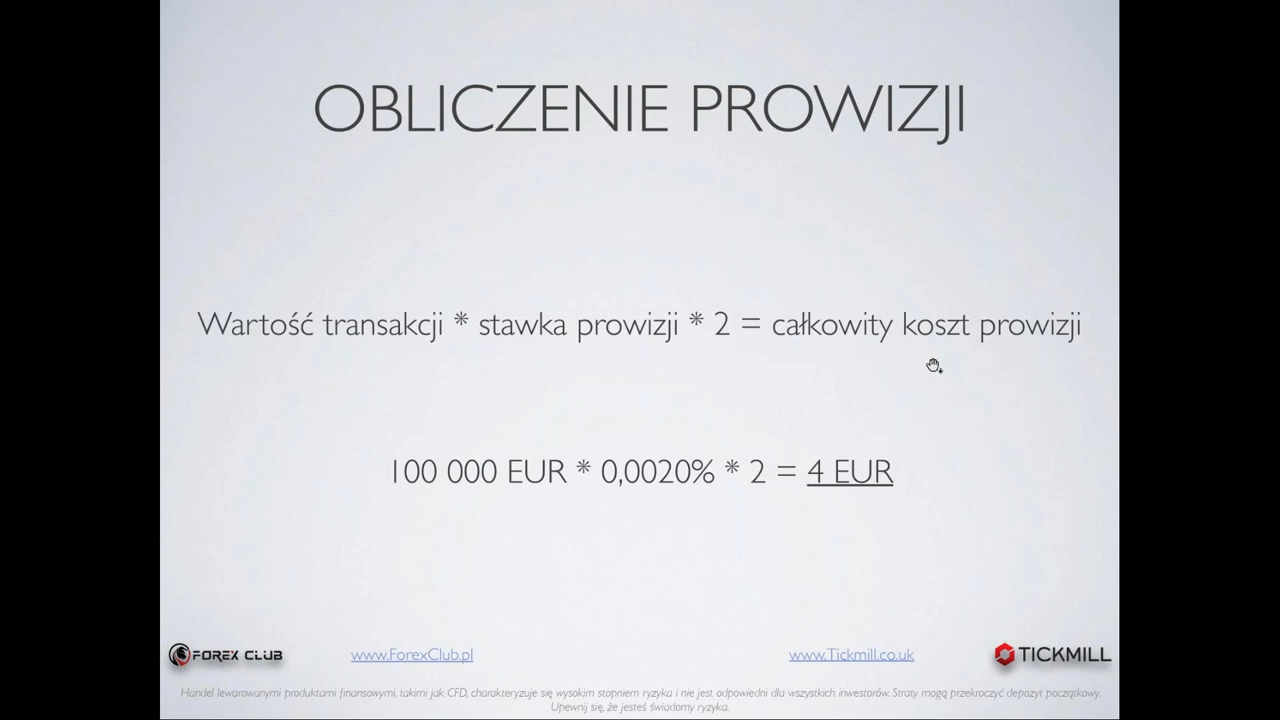 OBLICZENIE PROWIZJI
Wartość transakcji * stawka prowizji * 2 = całkowity koszt prowizji
100 000 EUR * 0,0020% * 2 = 4 EUR
FOREX CLUB
www.ForexClub.pl
www.Tickmill.co.uk
TICKMILL
Handel lewarowanymi produktami finansowymi, takimi jak CFD, charakteryzuje się wysokim stopniem ryzyka i nie jest odpowiedni dla wszystkich inwestorów. Straty mogą przekroczyć depozyt początkowy.
Upewnij się, że jesteś świadomy ryzyka.